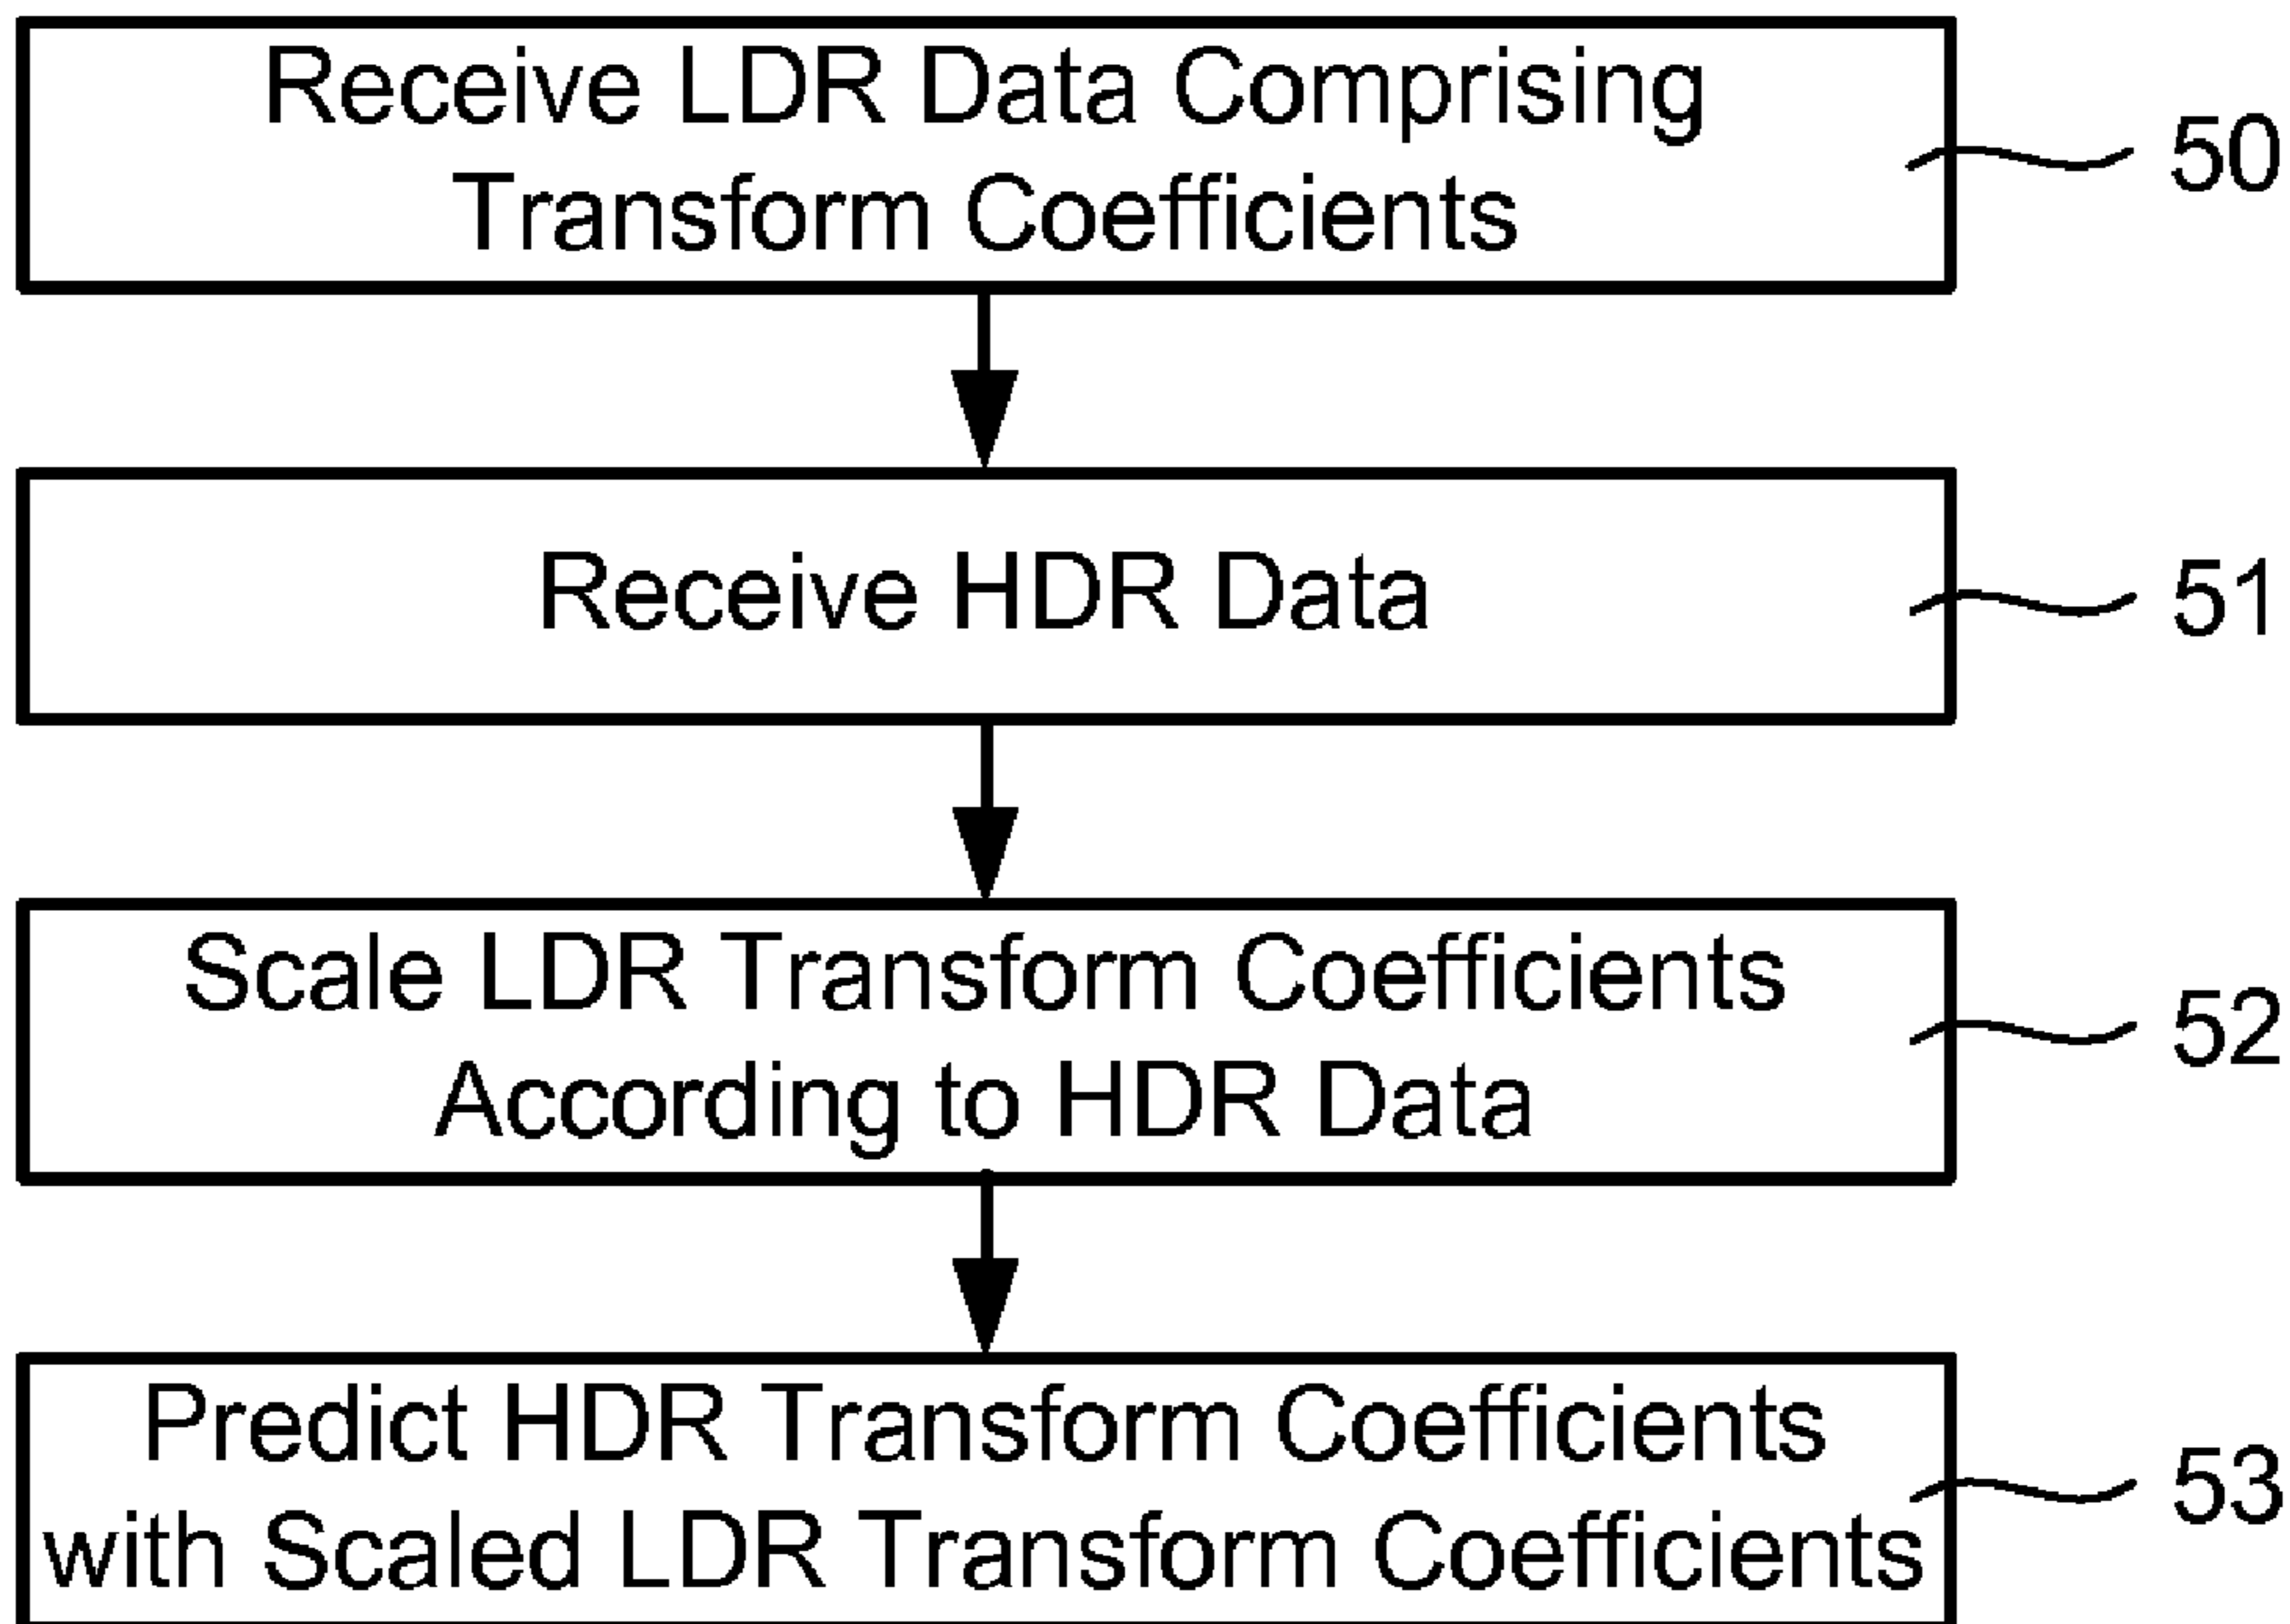 Receive LDR Data Comprising
Transform Coefficients
50
Receive HDR Data
51
Scale LDR Transform Coefficients
According to HDR Data
52
Predict HDR Transform Coefficients
with Scaled LDR Transform Coefficients
53